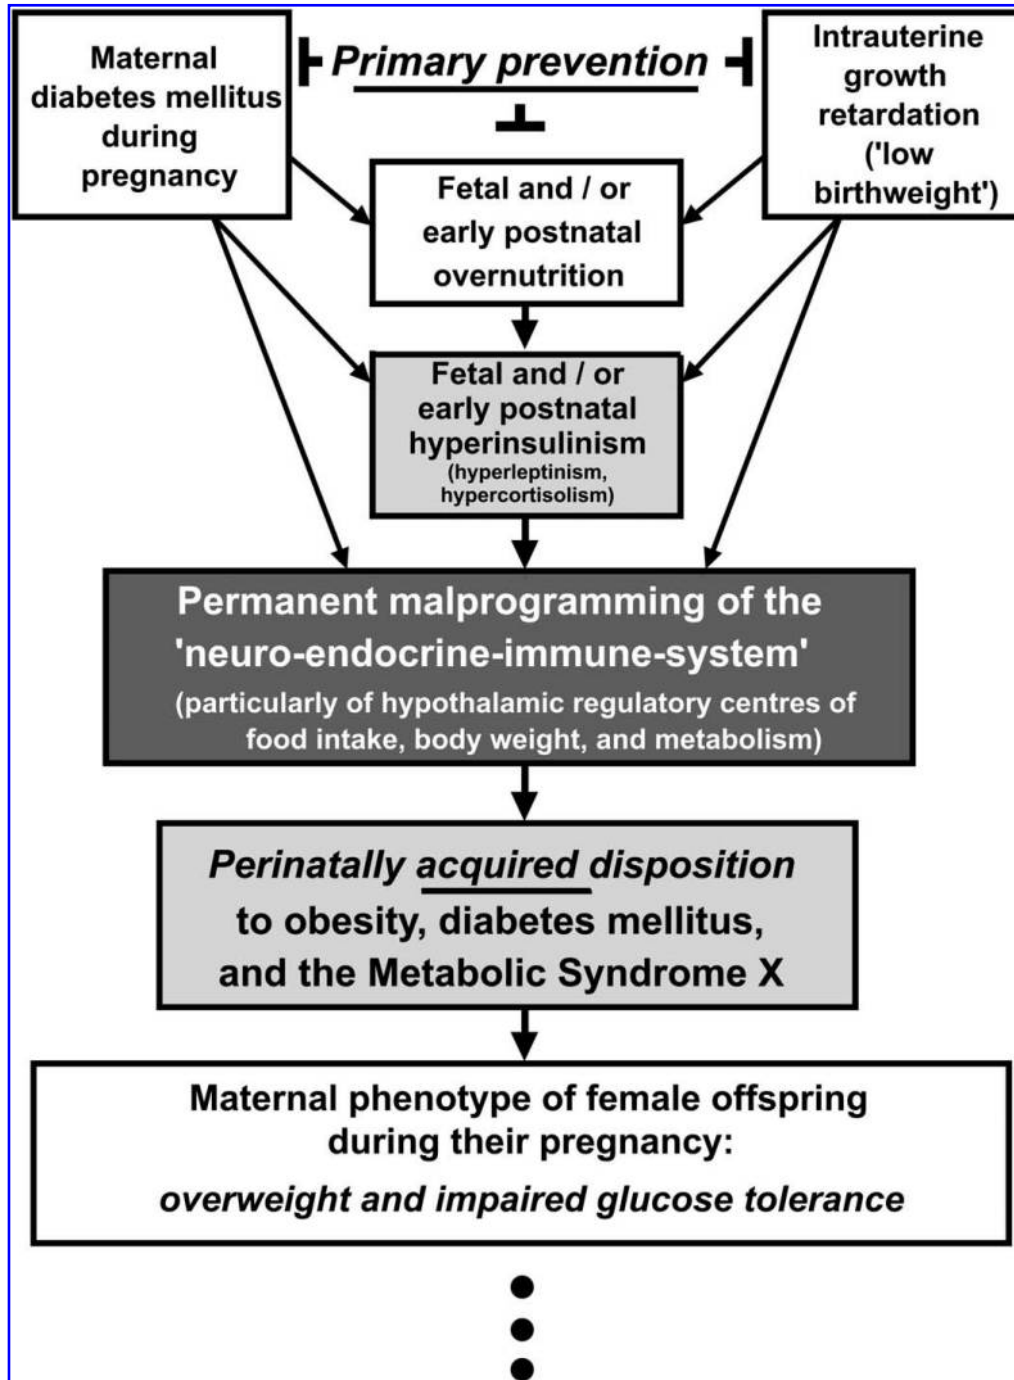 Maternal
diabetes mellitus
during
pregnancy
Primary prevention
Intrauterine
growth
retardation
('low
birthweight')
Fetal and / or
early postnatal
overnutrition
Fetal and / or
early postnatal
hyperinsulinism
(hyperleptinism,
hypercortisolism)
Permanent malprogramming of the
'neuro-endocrine-immune-system'
(particularly of hypothalamic regulatory centres of
food intake, body weight, and metabolism)
Perinatally acquired disposition
to obesity, diabetes mellitus,
and the Metabolic Syndrome X
Maternal phenotype of female offspring
during their pregnancy:
overweight and impaired glucose tolerance